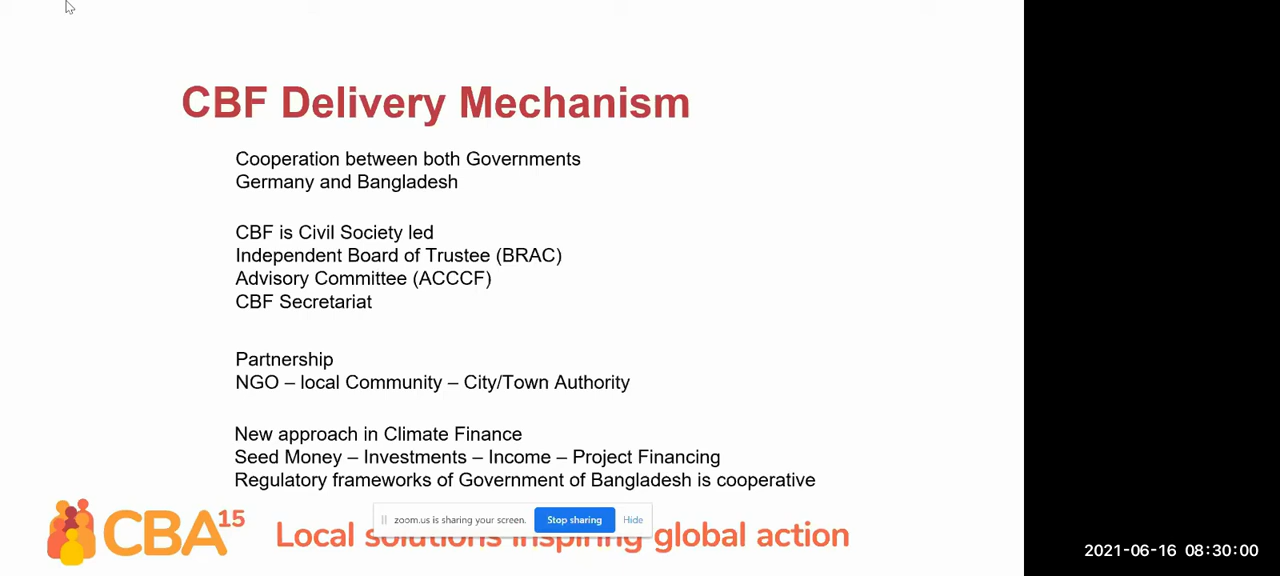 CBF Delivery Mechanism
Cooperation between both Governments
Germany and Bangladesh
CBF is Civil Society led
Independent Board of Trustee (BRAC)
Advisory Committee (ACCCF)
CBF Secretariat
Partnership
NGO – local Community – City/Town Authority
New approach in Climate Finance
Seed Money – Investments – Income – Project Financing
Regulatory frameworks of Government of Bangladesh is cooperative
CBA15
Local solutions inspiring global action
zoom.us is sharing your screen. Stop sharing Hide
2021-06-16 08:30:00